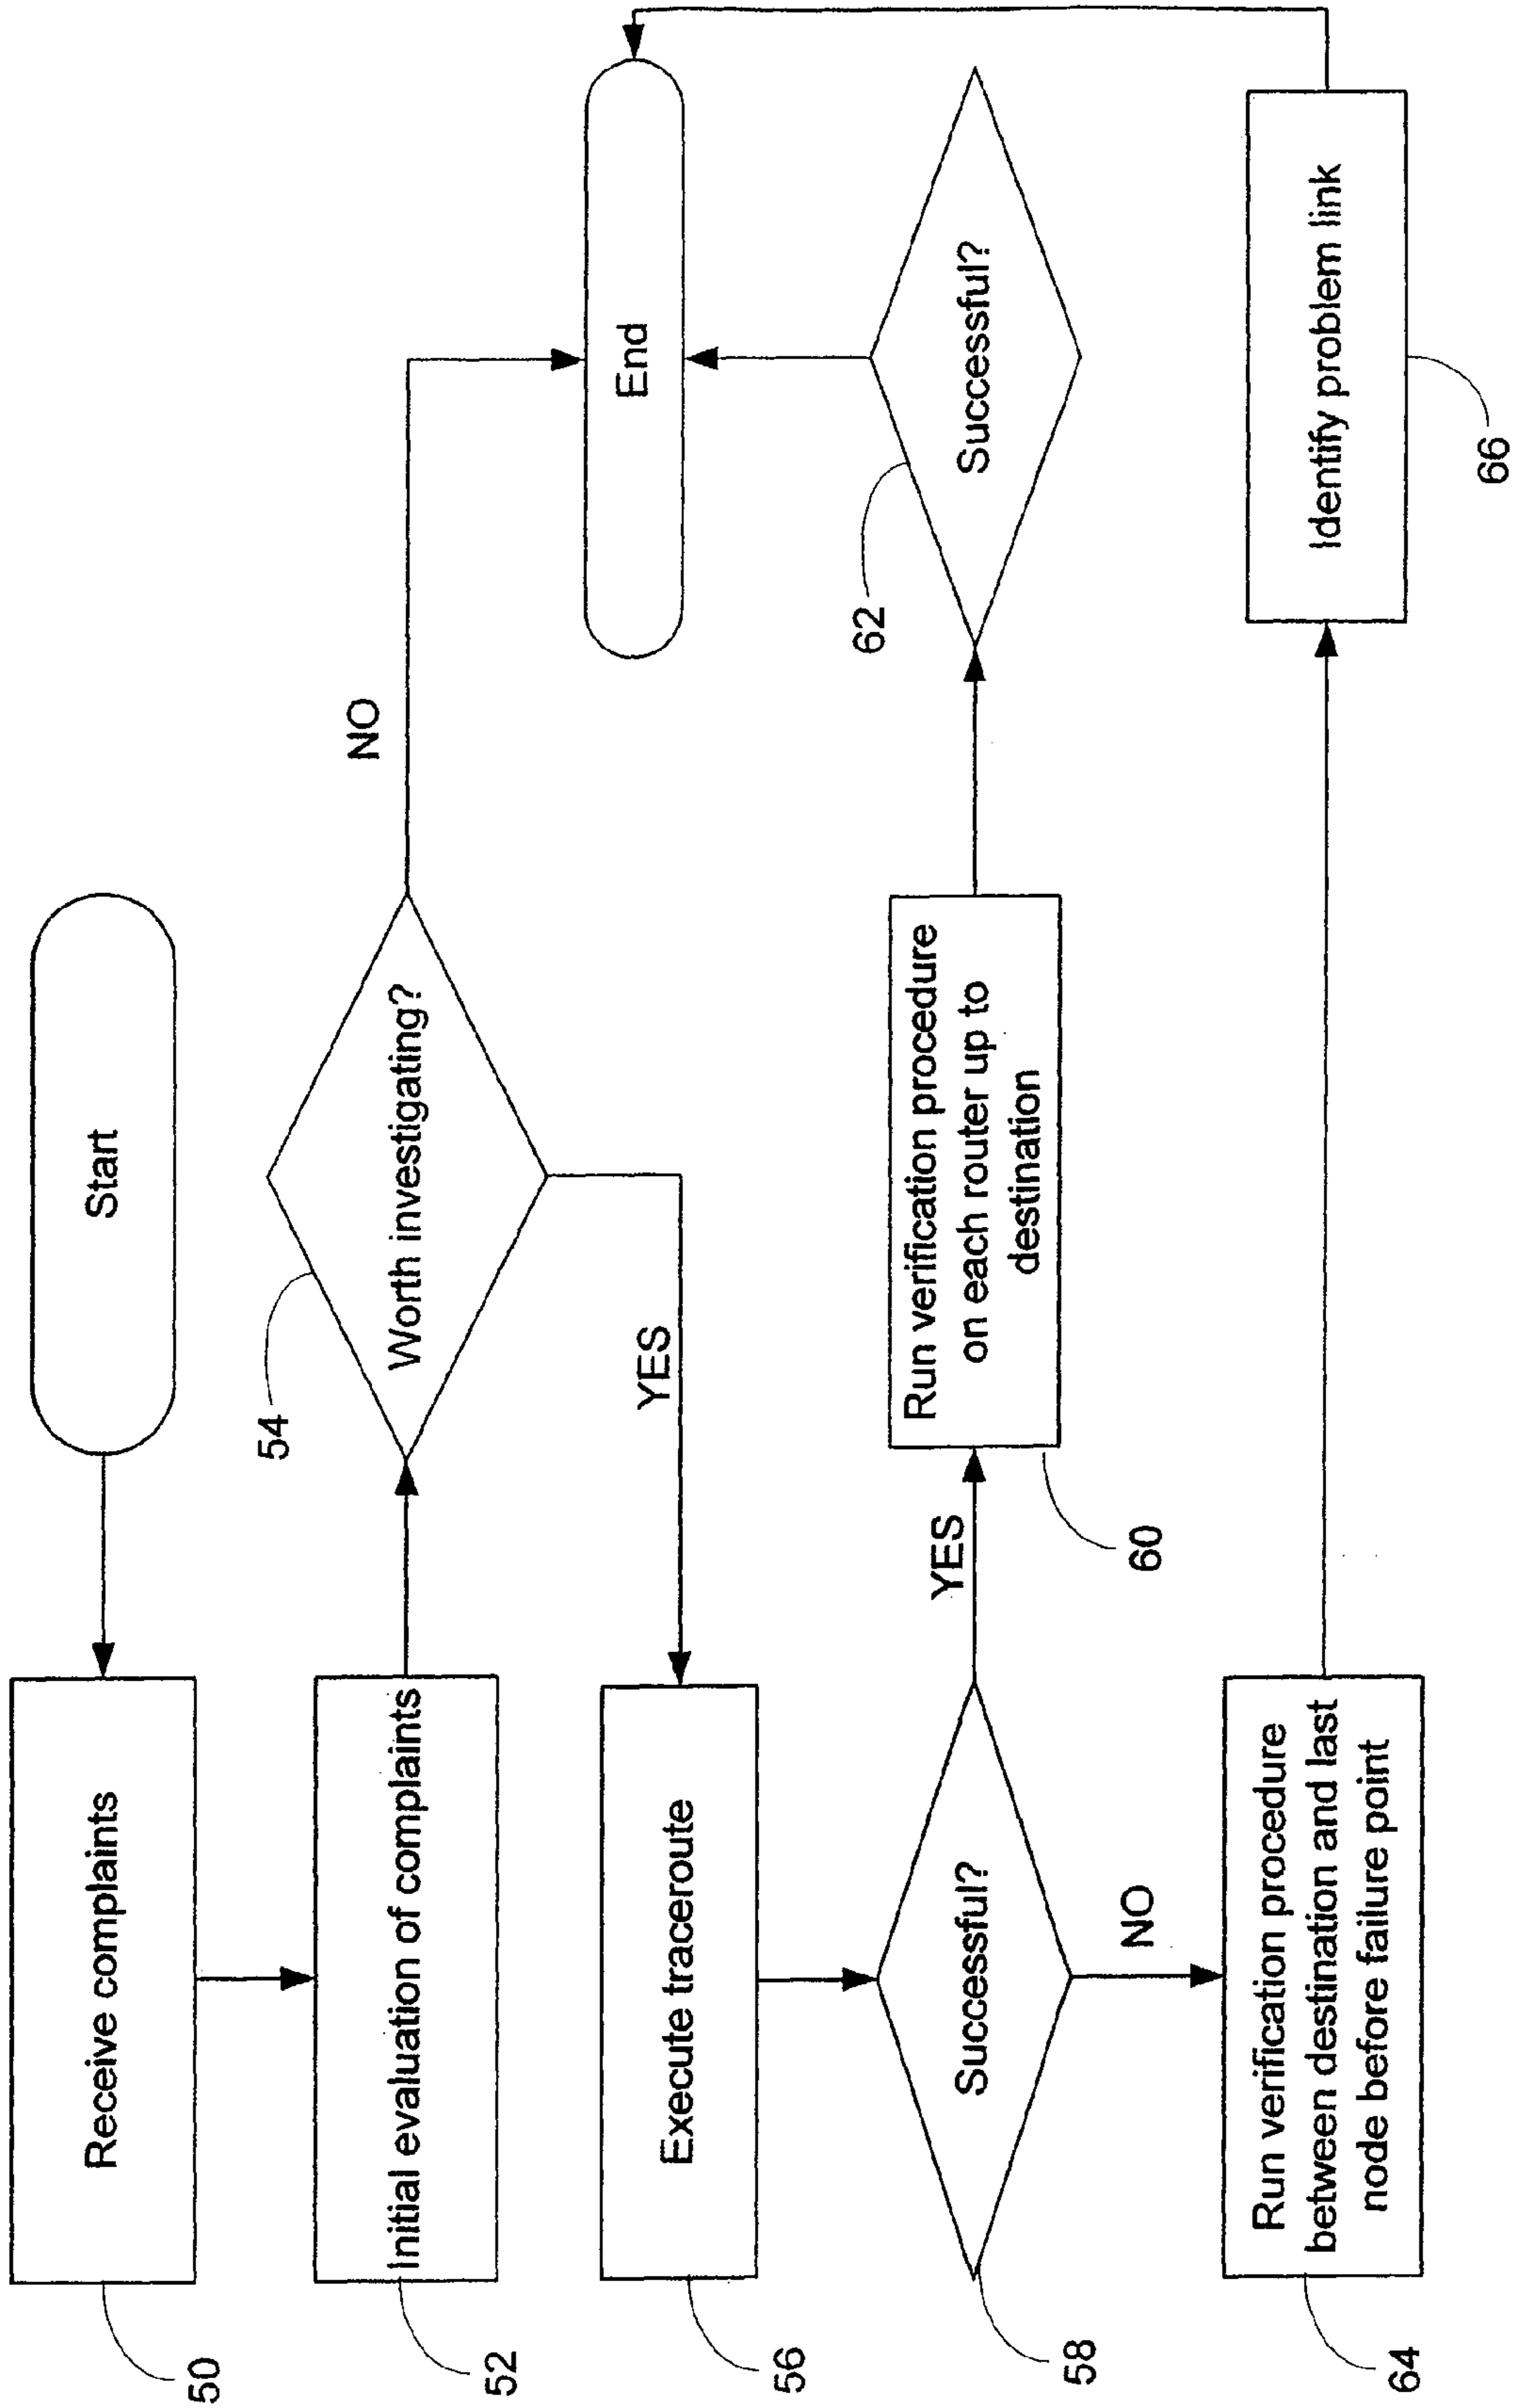 Start
Receive complaints
50
Initial evaluation of complaints
52
Worth investigating?
54
NO
YES
End
Execute traceroute
56
Successful?
58
YES
Run verification procedure
on each router up to
destination
60
Successful?
62
NO
Run verification procedure
between destination and last
node before failure point
64
Identify problem link
66